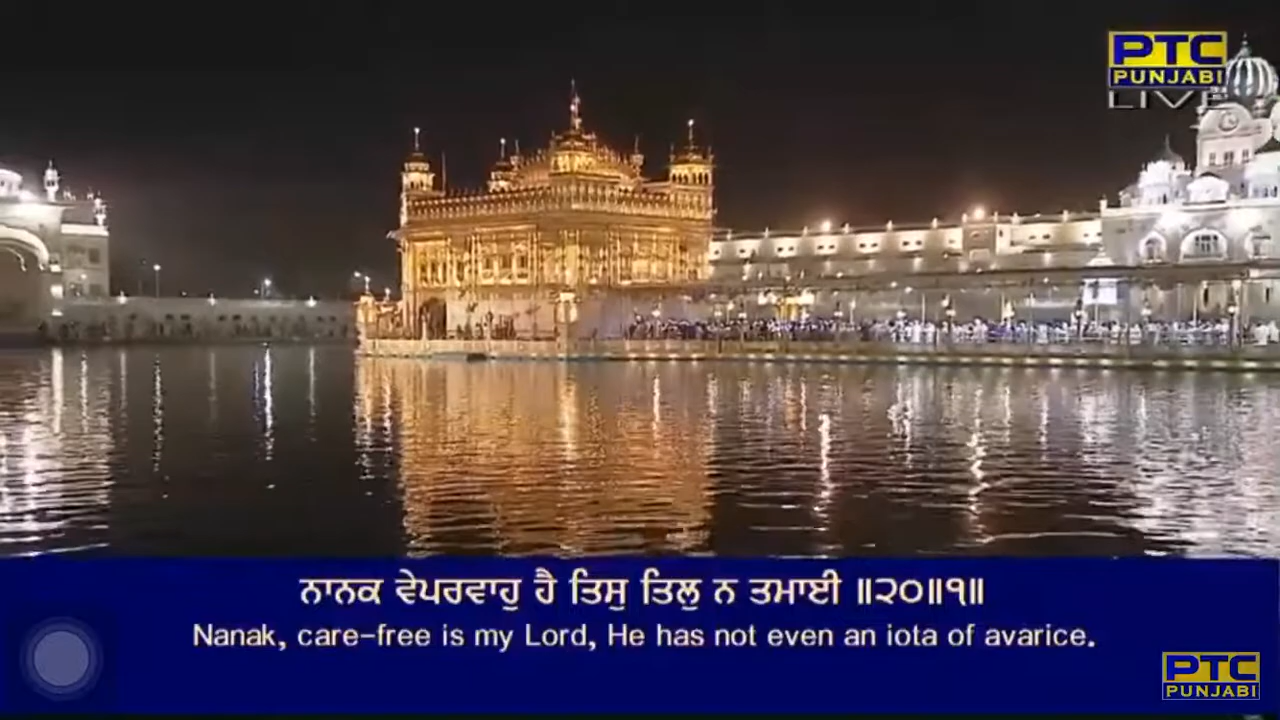 PTC
PUNJABI
LIVE
ਨਾਨਕ ਵੇਪਰਵਾਹੁ ਹੈ ਤਿਸੁ ਤਿਲੁ ਨ ਤਮਾਈ ॥੨੦॥੧॥
Nanak, care-free is my Lord, He has not even an iota of avarice.
PTC
PUNJABI